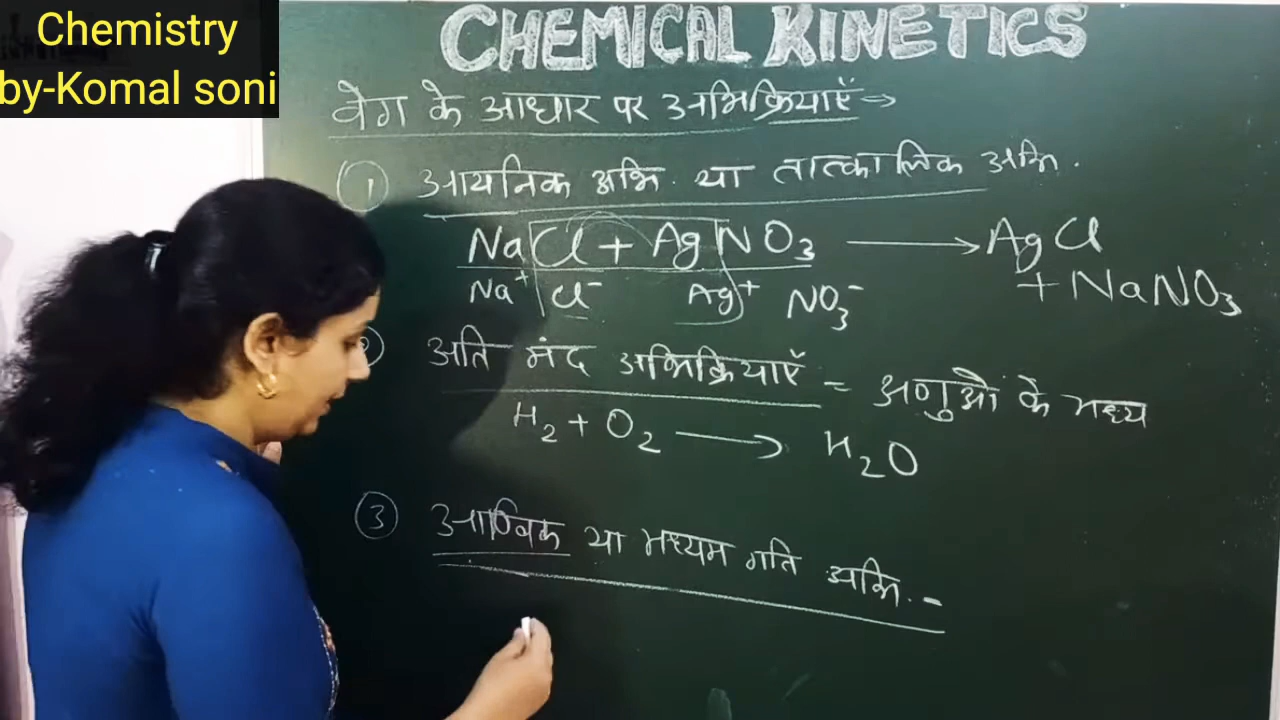 Chemistry
by-Komal soni
CHEMICAL KINETICS
वेग के आधार पर अभिक्रियाएँ →
① आयनिक अभि. या तात्कालिक अभि.
NaCl + AgNO₃ ⟶ AgCl
+ NaNO₃
Na⁺ Cl⁻ Ag⁺ NO₃⁻
अति मंद अभिक्रियाएँ = अणुओं के मध्य
H₂ + O₂ ⟶ H₂O
③ आण्विक या मध्यम गति अभि. -